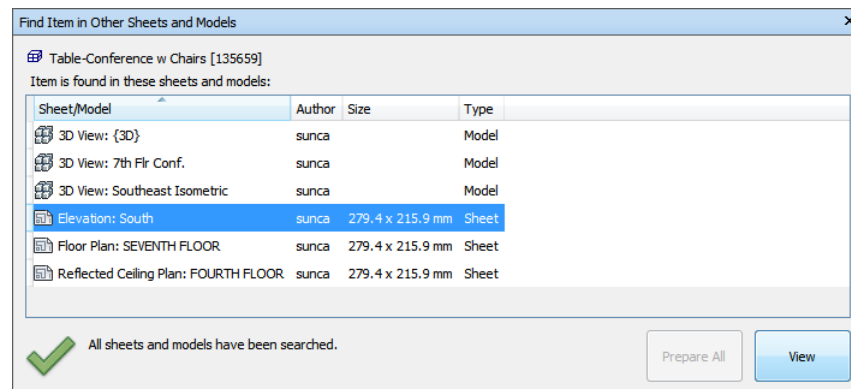 Find Item in Other Sheets and Models
Table-Conference w Chairs [135659]
Item is found in these sheets and models:
Sheet/Model Author Size Type
3D View: {3D} sunca Model
3D View: 7th Flr Conf. sunca Model
3D View: Southeast Isometric sunca Model
Elevation: South sunca 279.4 x 215.9 mm Sheet
Floor Plan: SEVENTH FLOOR sunca 279.4 x 215.9 mm Sheet
Reflected Ceiling Plan: FOURTH FLOOR sunca 279.4 x 215.9 mm Sheet
All sheets and models have been searched.
Prepare All View